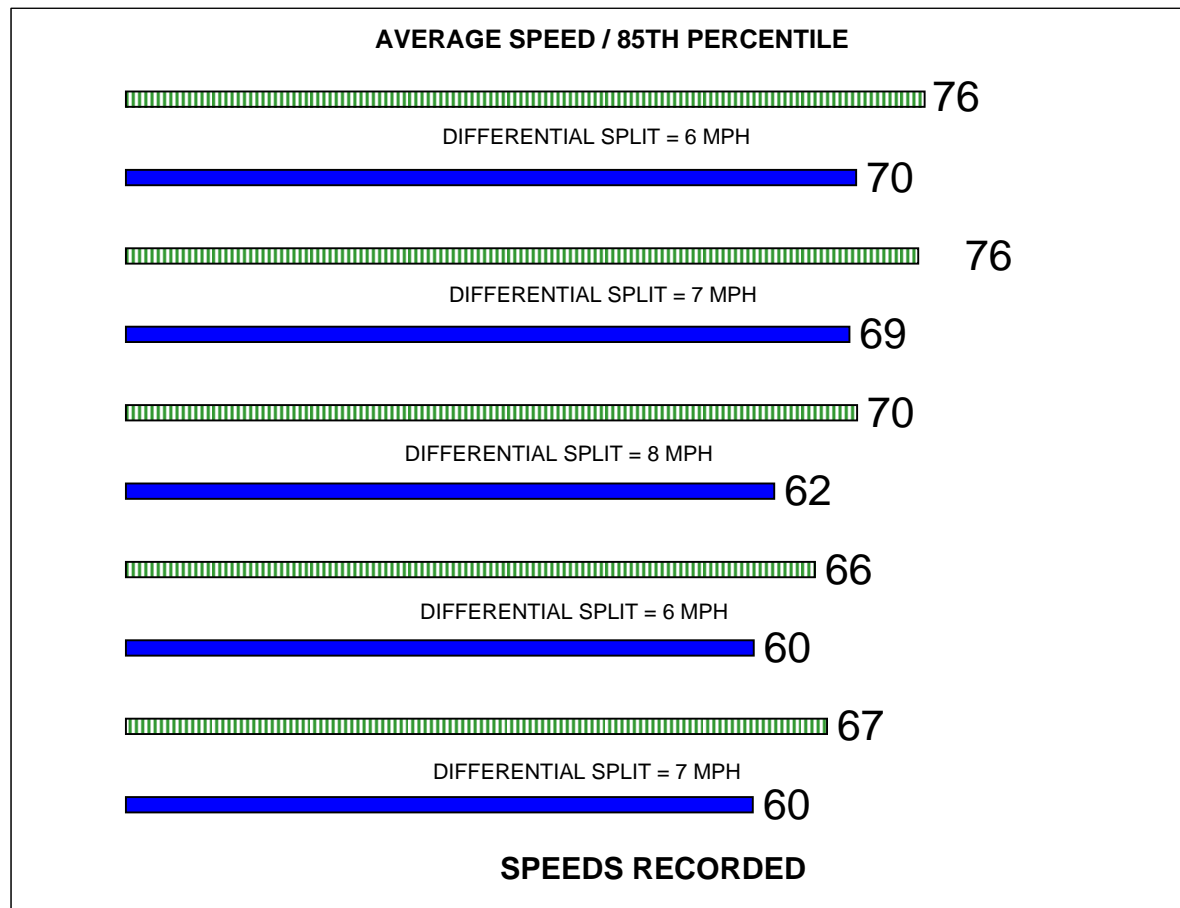 AVERAGE SPEED / 85TH PERCENTILE
76
DIFFERENTIAL SPLIT = 6 MPH
70
76
DIFFERENTIAL SPLIT = 7 MPH
69
70
DIFFERENTIAL SPLIT = 8 MPH
62
66
DIFFERENTIAL SPLIT = 6 MPH
60
67
DIFFERENTIAL SPLIT = 7 MPH
60
SPEEDS RECORDED